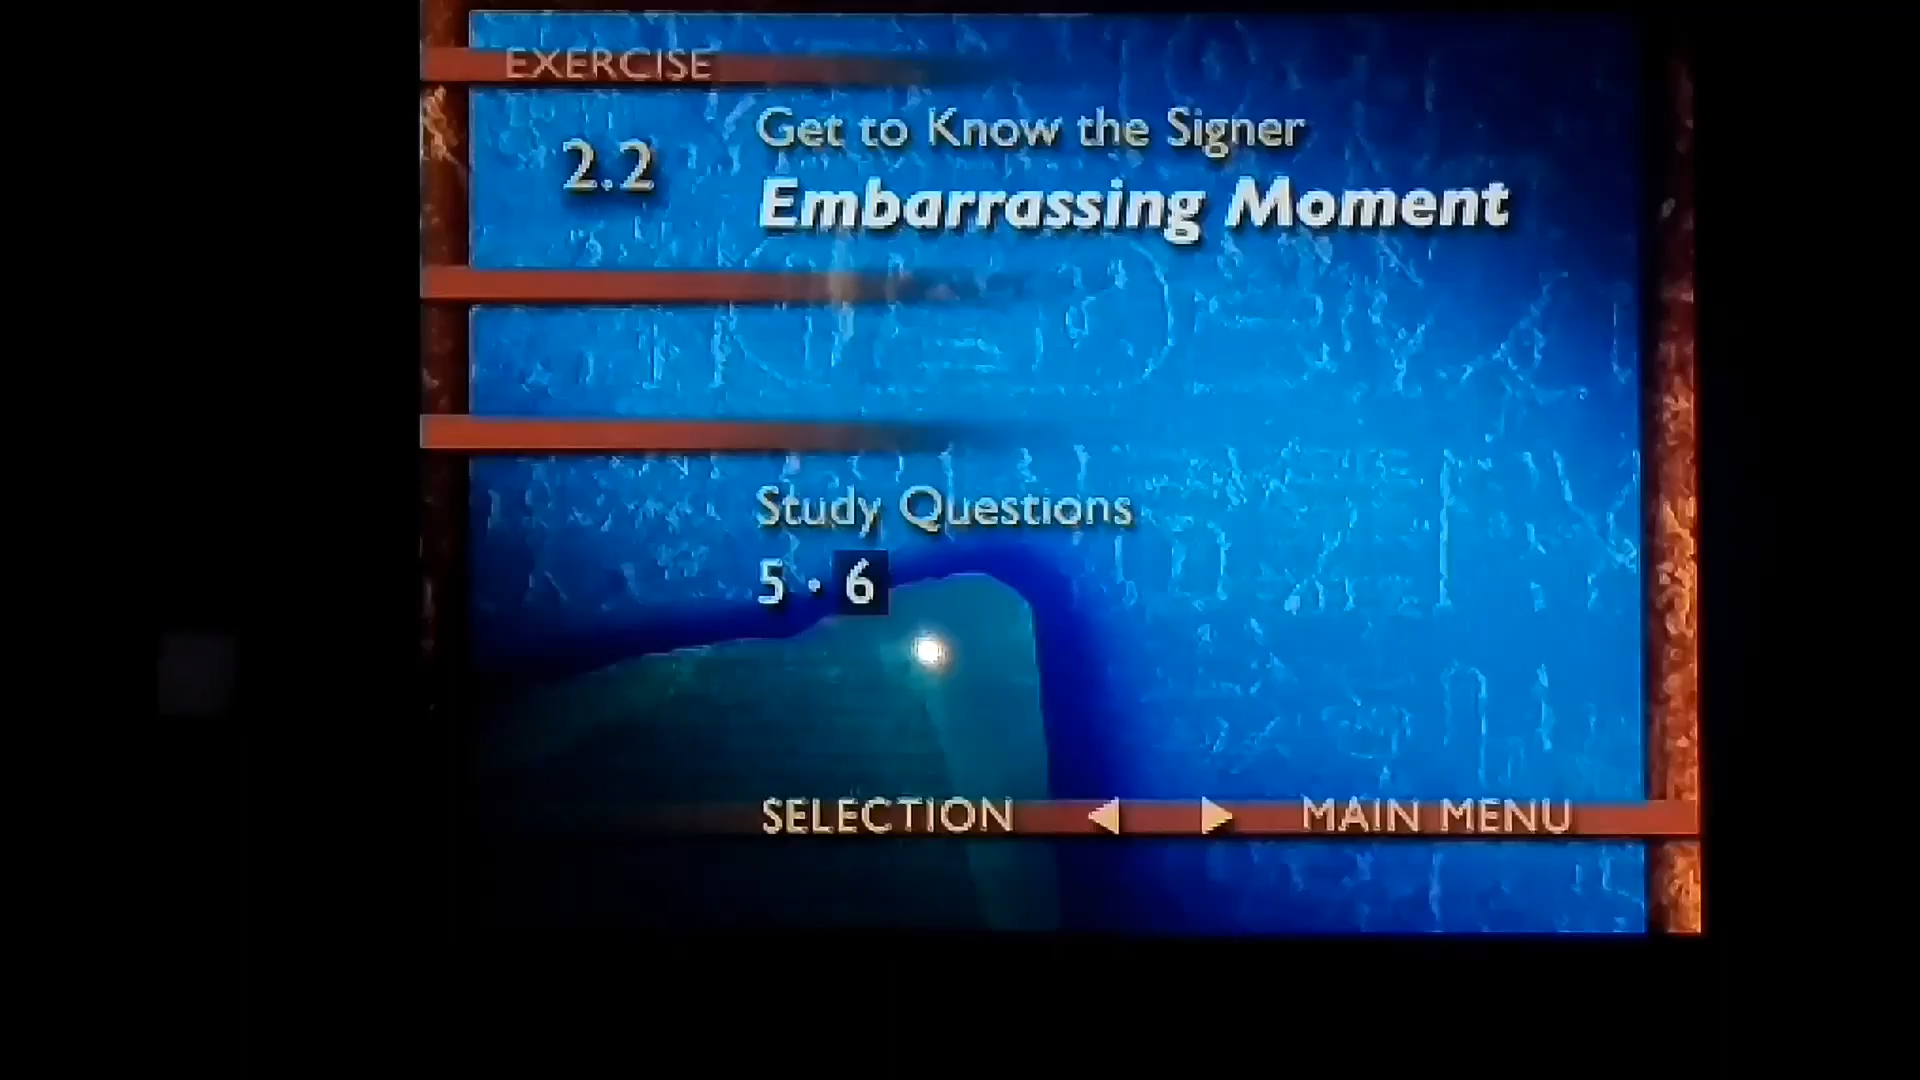 EXERCISE
2.2
Get to Know the Signer
Embarrassing Moment
Study Questions
5 • 6
SELECTION ◀ ▶ MAIN MENU